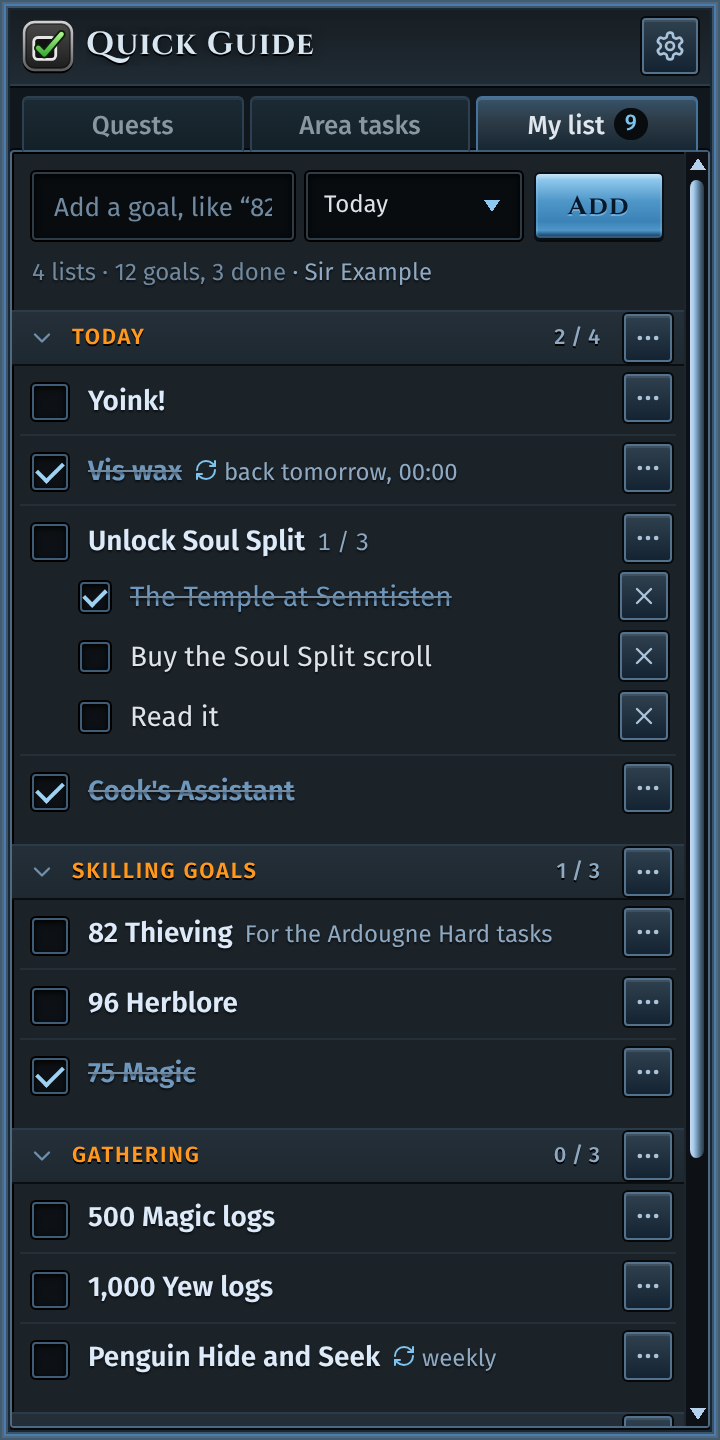 Quick Guide
Quests
Area tasks
My list 9
Add a goal, like “82
Today
Add
4 lists · 12 goals, 3 done · Sir Example
TODAY 2 / 4
Yoink!
Vis wax back tomorrow, 00:00
Unlock Soul Split 1 / 3
The Temple at Senntisten
Buy the Soul Split scroll
Read it
Cook's Assistant
SKILLING GOALS 1 / 3
82 Thieving For the Ardougne Hard tasks
96 Herblore
75 Magic
GATHERING 0 / 3
500 Magic logs
1,000 Yew logs
Penguin Hide and Seek weekly